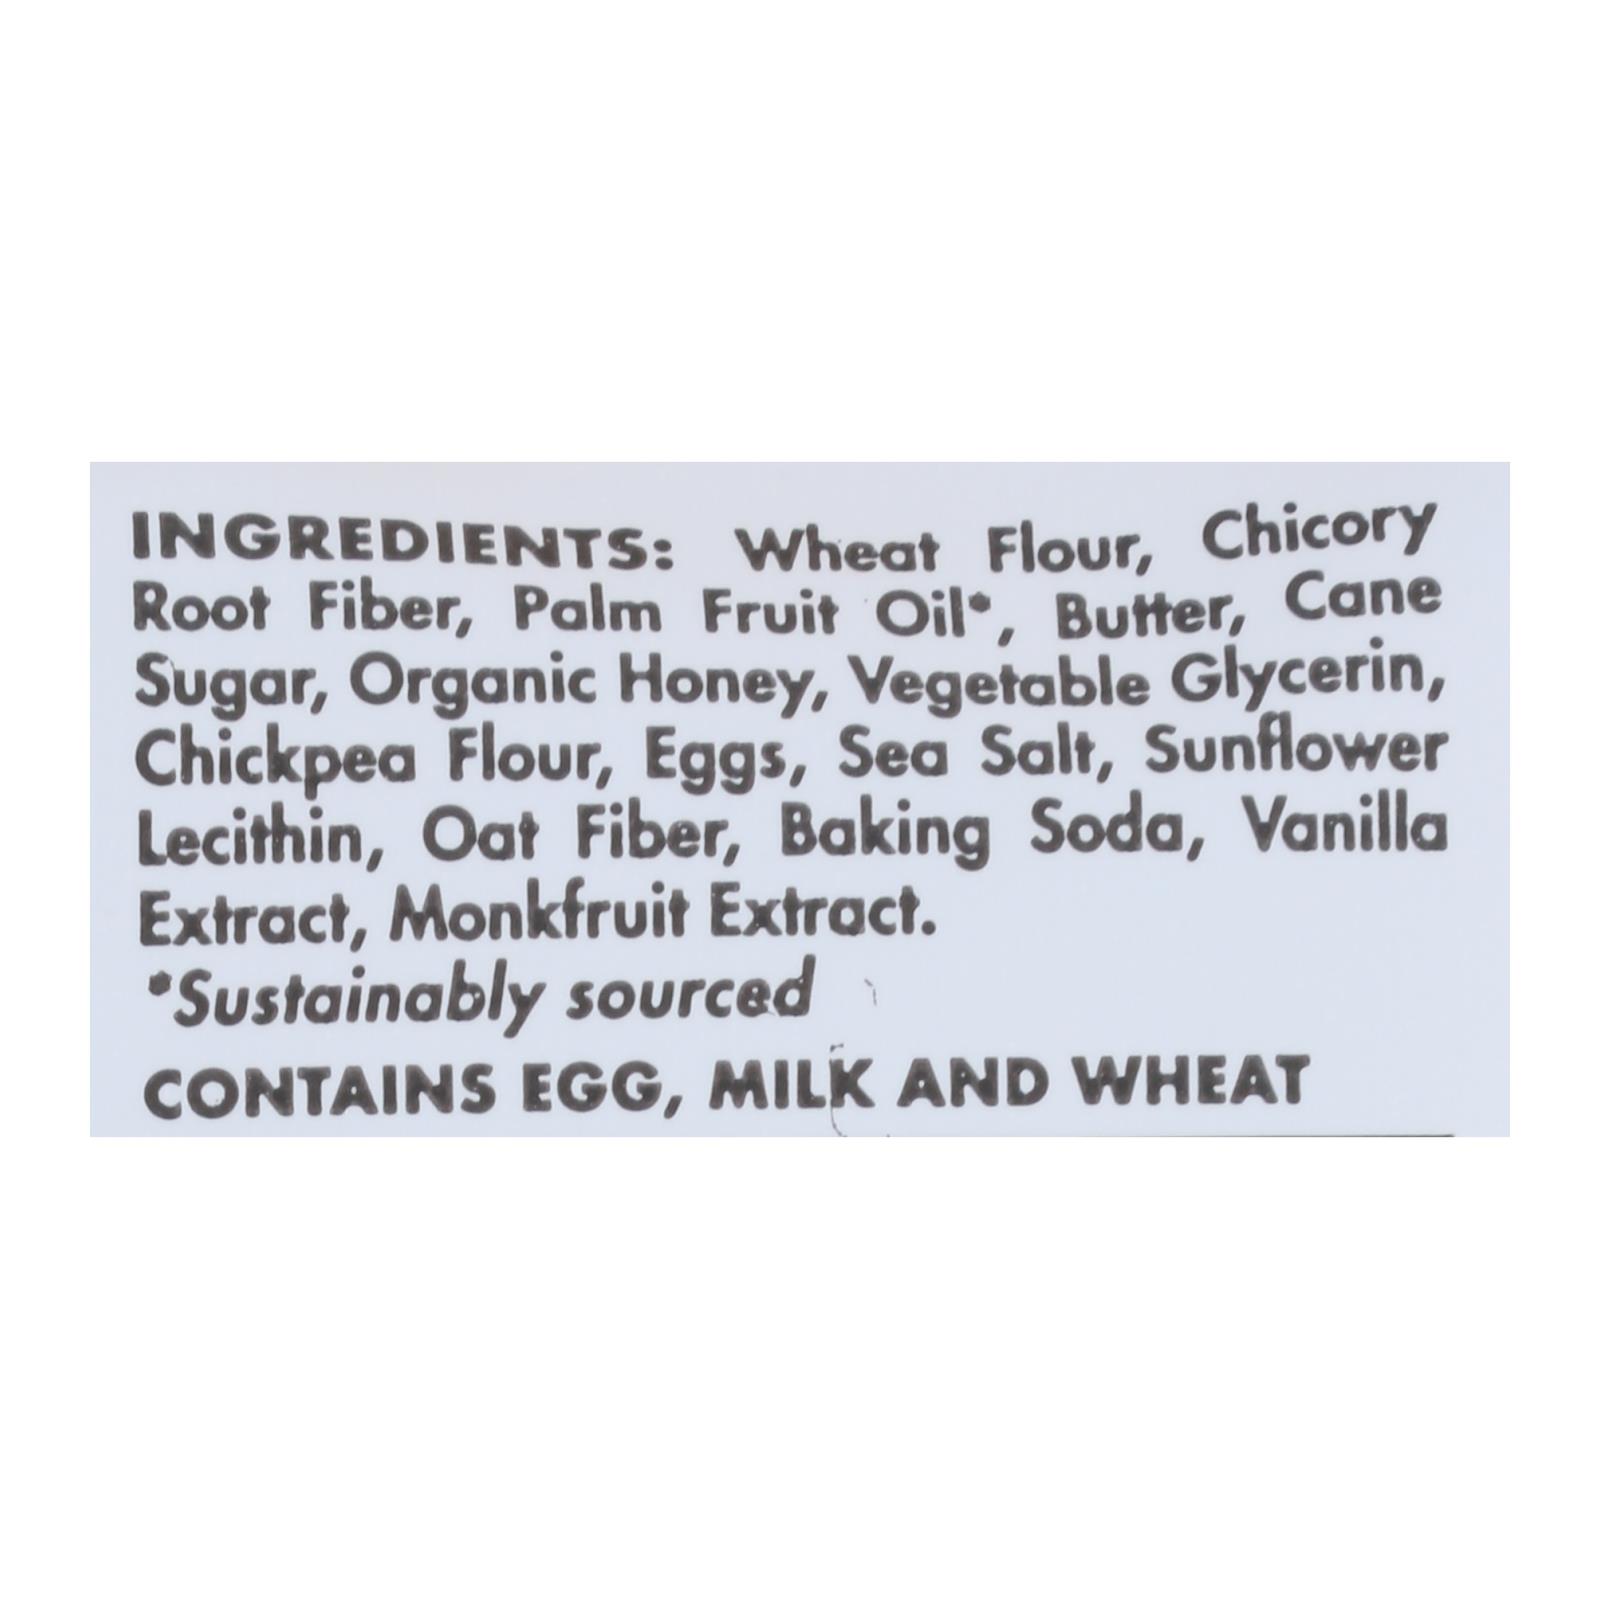 INGREDIENTS: Wheat Flour, Chicory
Root Fiber, Palm Fruit Oil*, Butter, Cane
Sugar, Organic Honey, Vegetable Glycerin,
Chickpea Flour, Eggs, Sea Salt, Sunflower
Lecithin, Oat Fiber, Baking Soda, Vanilla
Extract, Monkfruit Extract.
*Sustainably sourced
CONTAINS EGG, MILK AND WHEAT